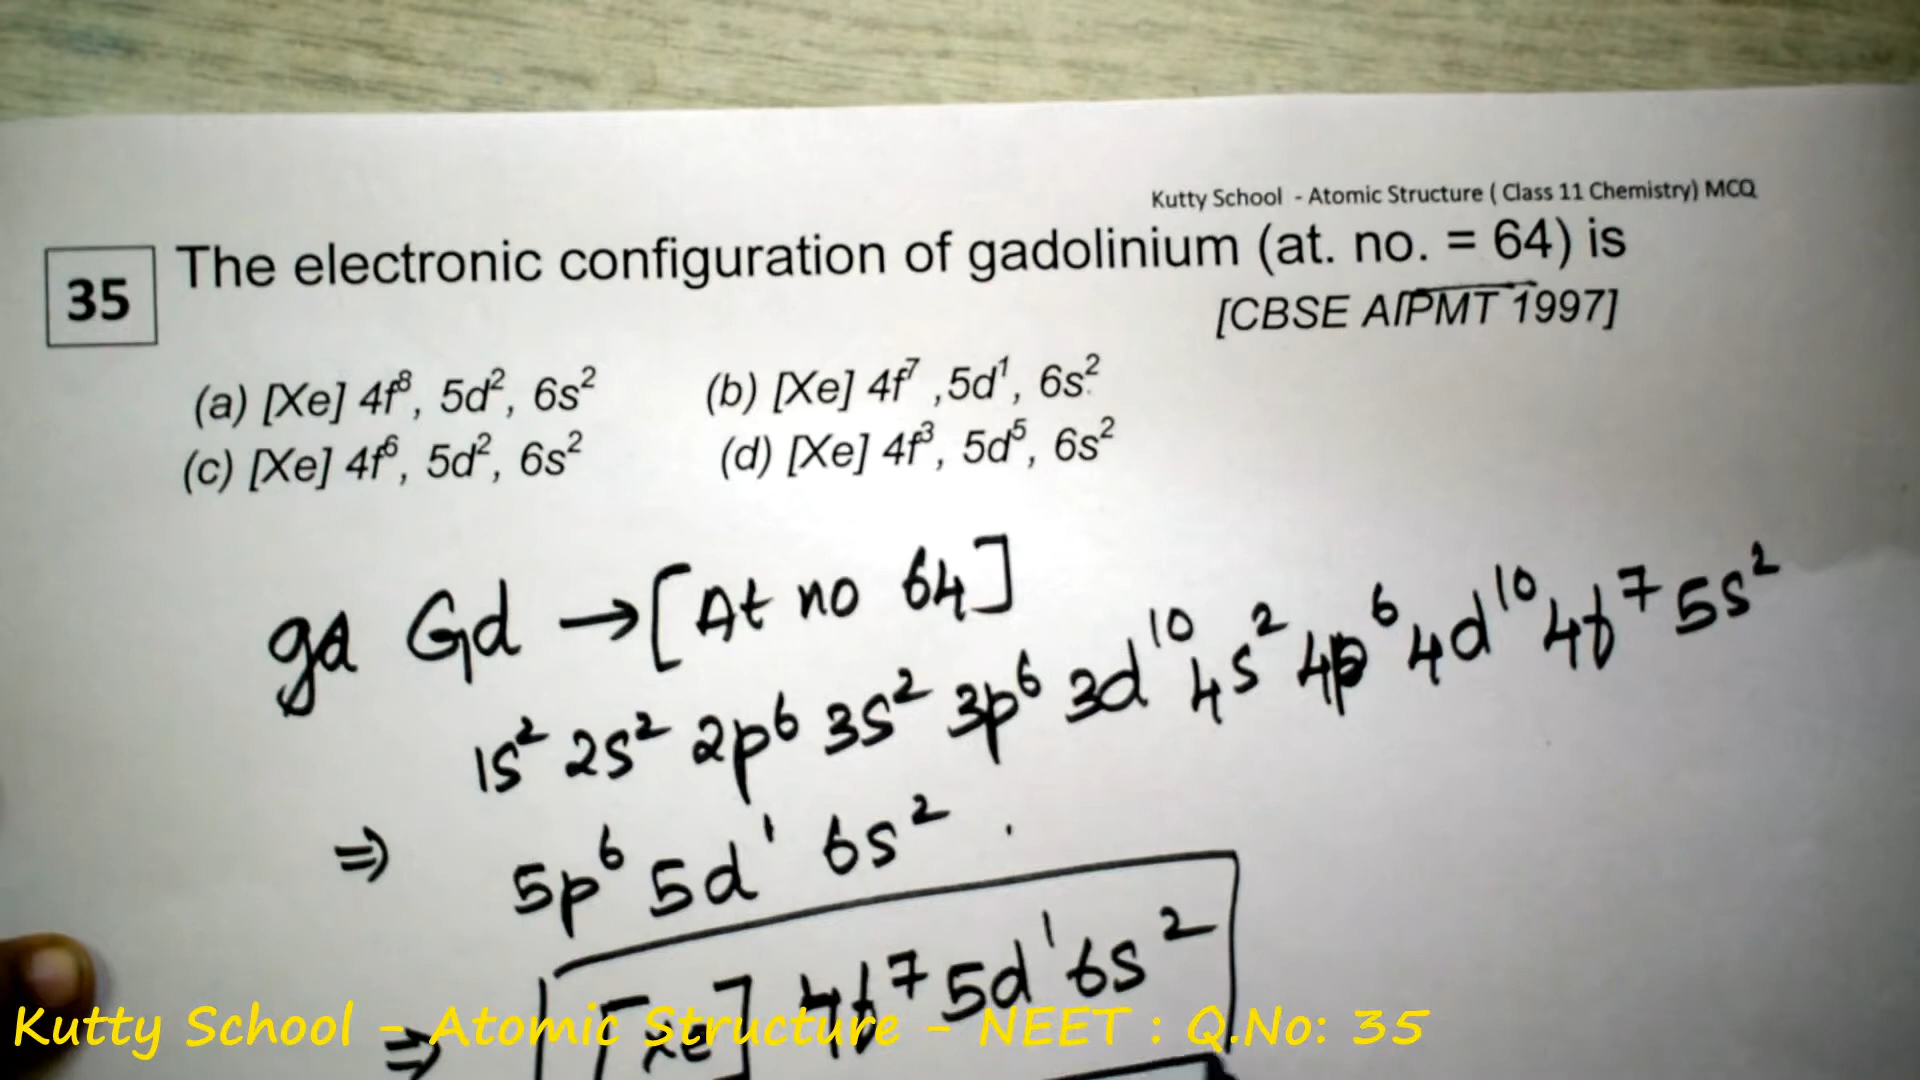 Kutty School - Atomic Structure ( Class 11 Chemistry) MCQ
35 The electronic configuration of gadolinium (at. no. = 64) is
[CBSE AIPMT 1997]
(a) [Xe] 4f⁸, 5d², 6s² (b) [Xe] 4f⁷ ,5d¹, 6s²
(c) [Xe] 4f⁶, 5d², 6s² (d) [Xe] 4f³, 5d⁵, 6s²
ga Gd → [At no 64]
1s² 2s² 2p⁶ 3s² 3p⁶ 3d¹⁰ 4s² 4p⁶ 4d¹⁰ 4f⁷ 5s²
⇒ 5p⁶ 5d¹ 6s² .
⇒ [Xe] 4f⁷ 5d¹ 6s²
Kutty School - Atomic Structure - NEET : Q.No: 35